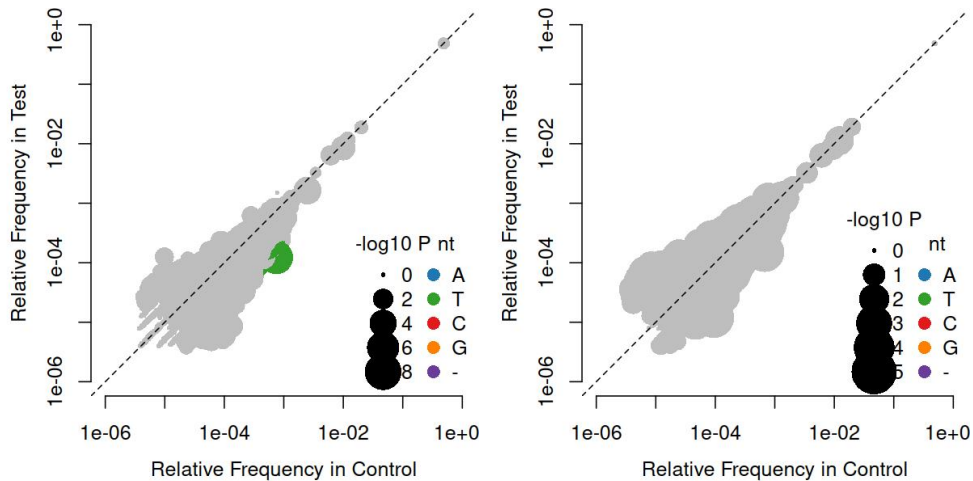 Relative Frequency in Test
1e+0
1e-02
1e-04
1e-06
-log10 P nt
0 A
2 T
4 C
6 G
8 -
1e-06 1e-04 1e-02 1e+0
Relative Frequency in Control
Relative Frequency in Test
1e+0
1e-02
1e-04
1e-06
-log10 P
nt
0
1 A
2 T
3 C
4 G
5 -
1e-06 1e-04 1e-02 1e+0
Relative Frequency in Control